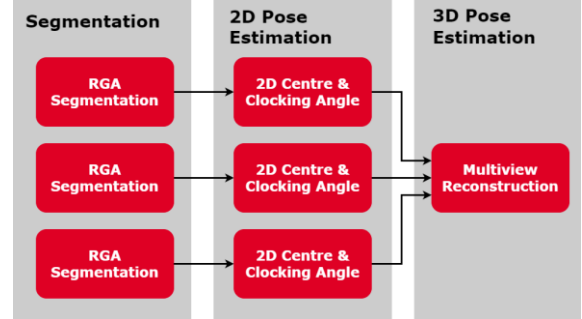 Segmentation
2D Pose
Estimation
3D Pose
Estimation
RGA
Segmentation
2D Centre &
Clocking Angle
RGA
Segmentation
2D Centre &
Clocking Angle
Multiview
Reconstruction
RGA
Segmentation
2D Centre &
Clocking Angle